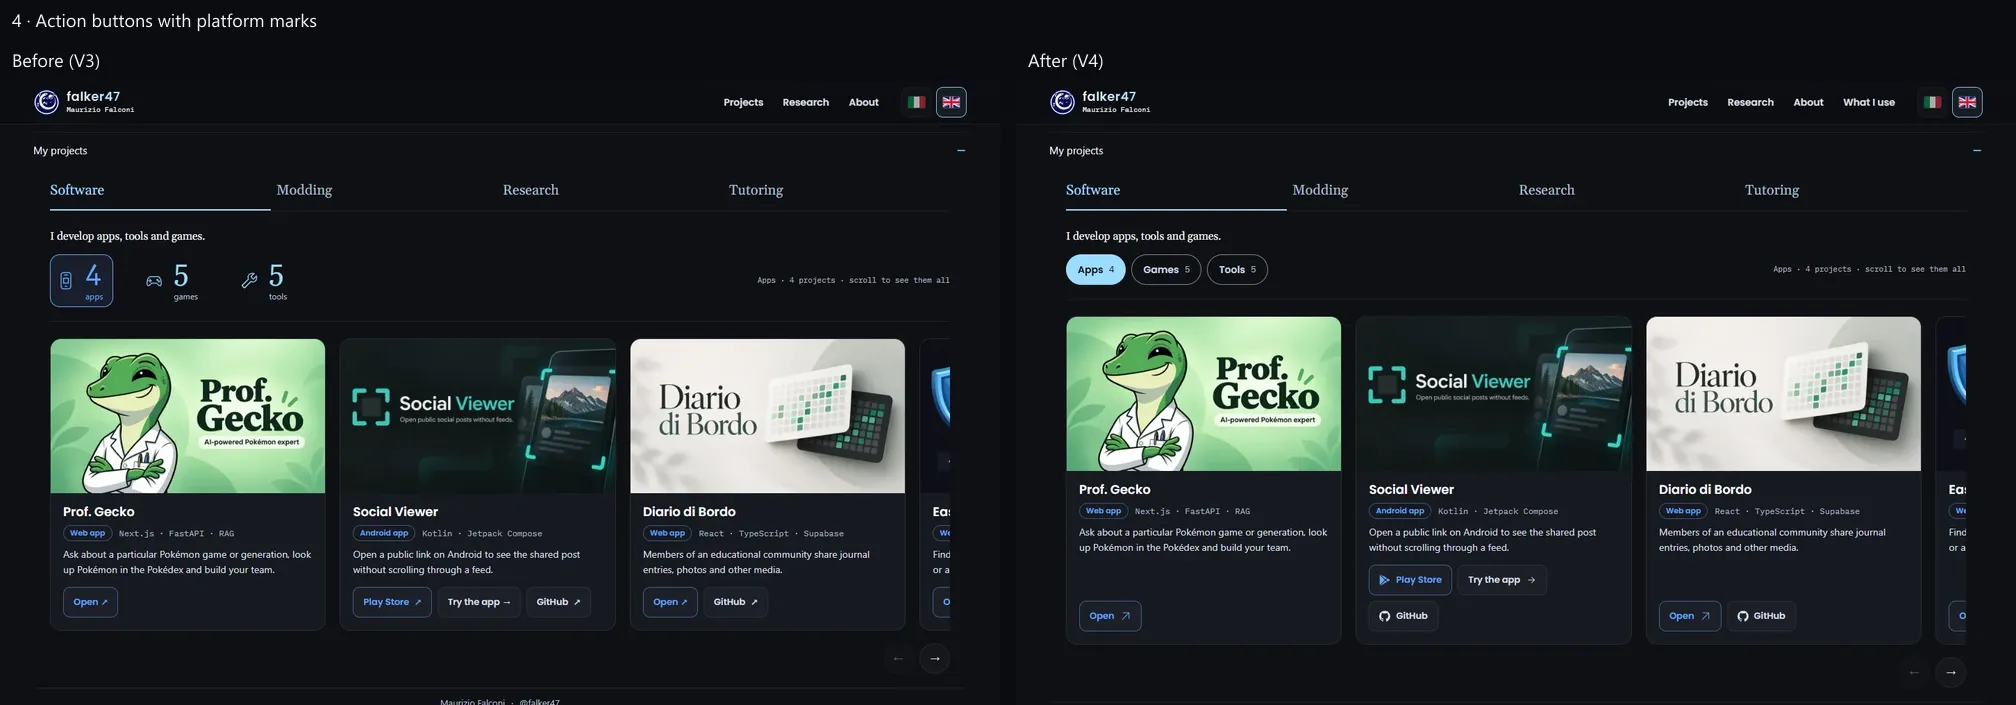 4 · Action buttons with platform marks
Before (V3)
falker47
Maurizio Falconi
Projects Research About
My projects
Software Modding Research Tutoring
I develop apps, tools and games.
4 apps
5 games
5 tools
Apps · 4 projects · scroll to see them all
Prof. Gecko
AI-powered Pokémon expert
Social Viewer
Open public social posts without feeds.
Diario di Bordo
Prof. Gecko
Web app Next.js · FastAPI · RAG
Ask about a particular Pokémon game or generation, look
up Pokémon in the Pokédex and build your team.
Open ↗
Social Viewer
Android app Kotlin · Jetpack Compose
Open a public link on Android to see the shared post
without scrolling through a feed.
Play Store ↗ Try the app → GitHub ↗
Diario di Bordo
Web app React · TypeScript · Supabase
Members of an educational community share journal
entries, photos and other media.
Open ↗ GitHub ↗
Eas
We
Find
or a
O
← →
Maurizio Falconi · @falker47
After (V4)
falker47
Maurizio Falconi
Projects Research About What I use
My projects
Software Modding Research Tutoring
I develop apps, tools and games.
Apps 4 Games 5 Tools 5
Apps · 4 projects · scroll to see them all
Prof. Gecko
AI-powered Pokémon expert
Social Viewer
Open public social posts without feeds.
Diario di Bordo
Prof. Gecko
Web app Next.js · FastAPI · RAG
Ask about a particular Pokémon game or generation, look
up Pokémon in the Pokédex and build your team.
Open ↗
Social Viewer
Android app Kotlin · Jetpack Compose
Open a public link on Android to see the shared post
without scrolling through a feed.
Play Store Try the app →
GitHub
Diario di Bordo
Web app React · TypeScript · Supabase
Members of an educational community share journal
entries, photos and other media.
Open ↗ GitHub
Eas
We
Find
or a
O
← →